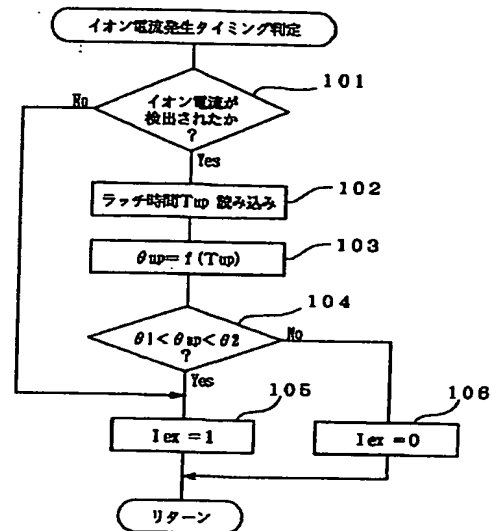 イオン電流発生タイミング判定
101
イオン電流が
検出されたか
?
No
Yes
ラッチ時間Tup 読み込み
102
θup=f(Tup)
103
104
θ1<θup<θ2
?
No
Yes
105
106
Iex=1
Iex=0
リターン